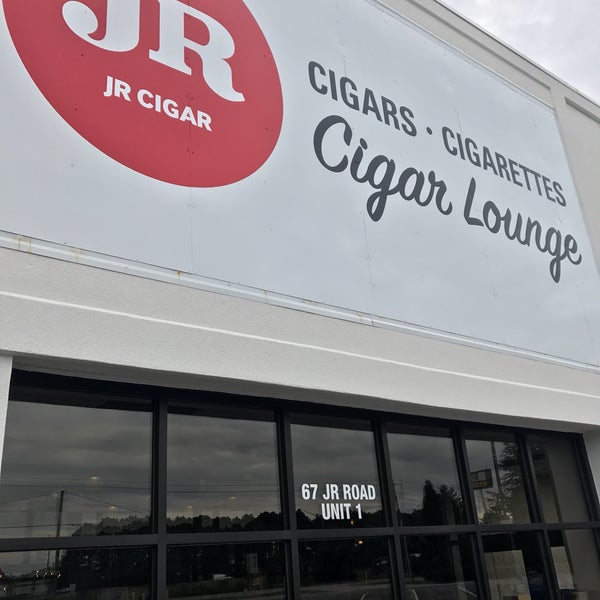 JR
JR CIGAR
CIGARS · CIGARETTES
Cigar Lounge
67 JR ROAD
UNIT 1